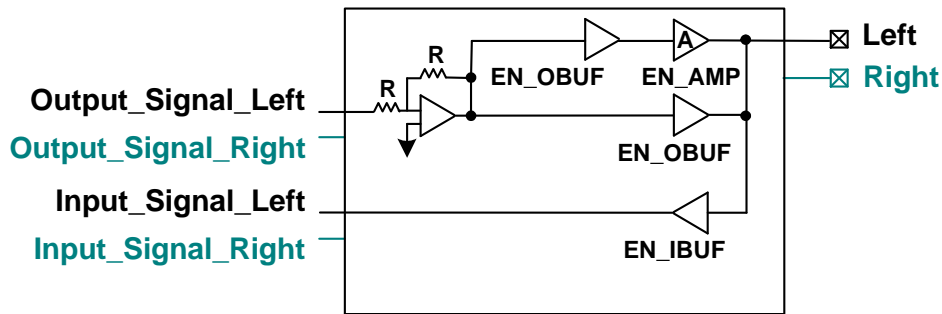 A
Left
R
EN_OBUF
EN_AMP
Right
R
Output_Signal_Left
Output_Signal_Right
EN_OBUF
Input_Signal_Left
Input_Signal_Right
EN_IBUF